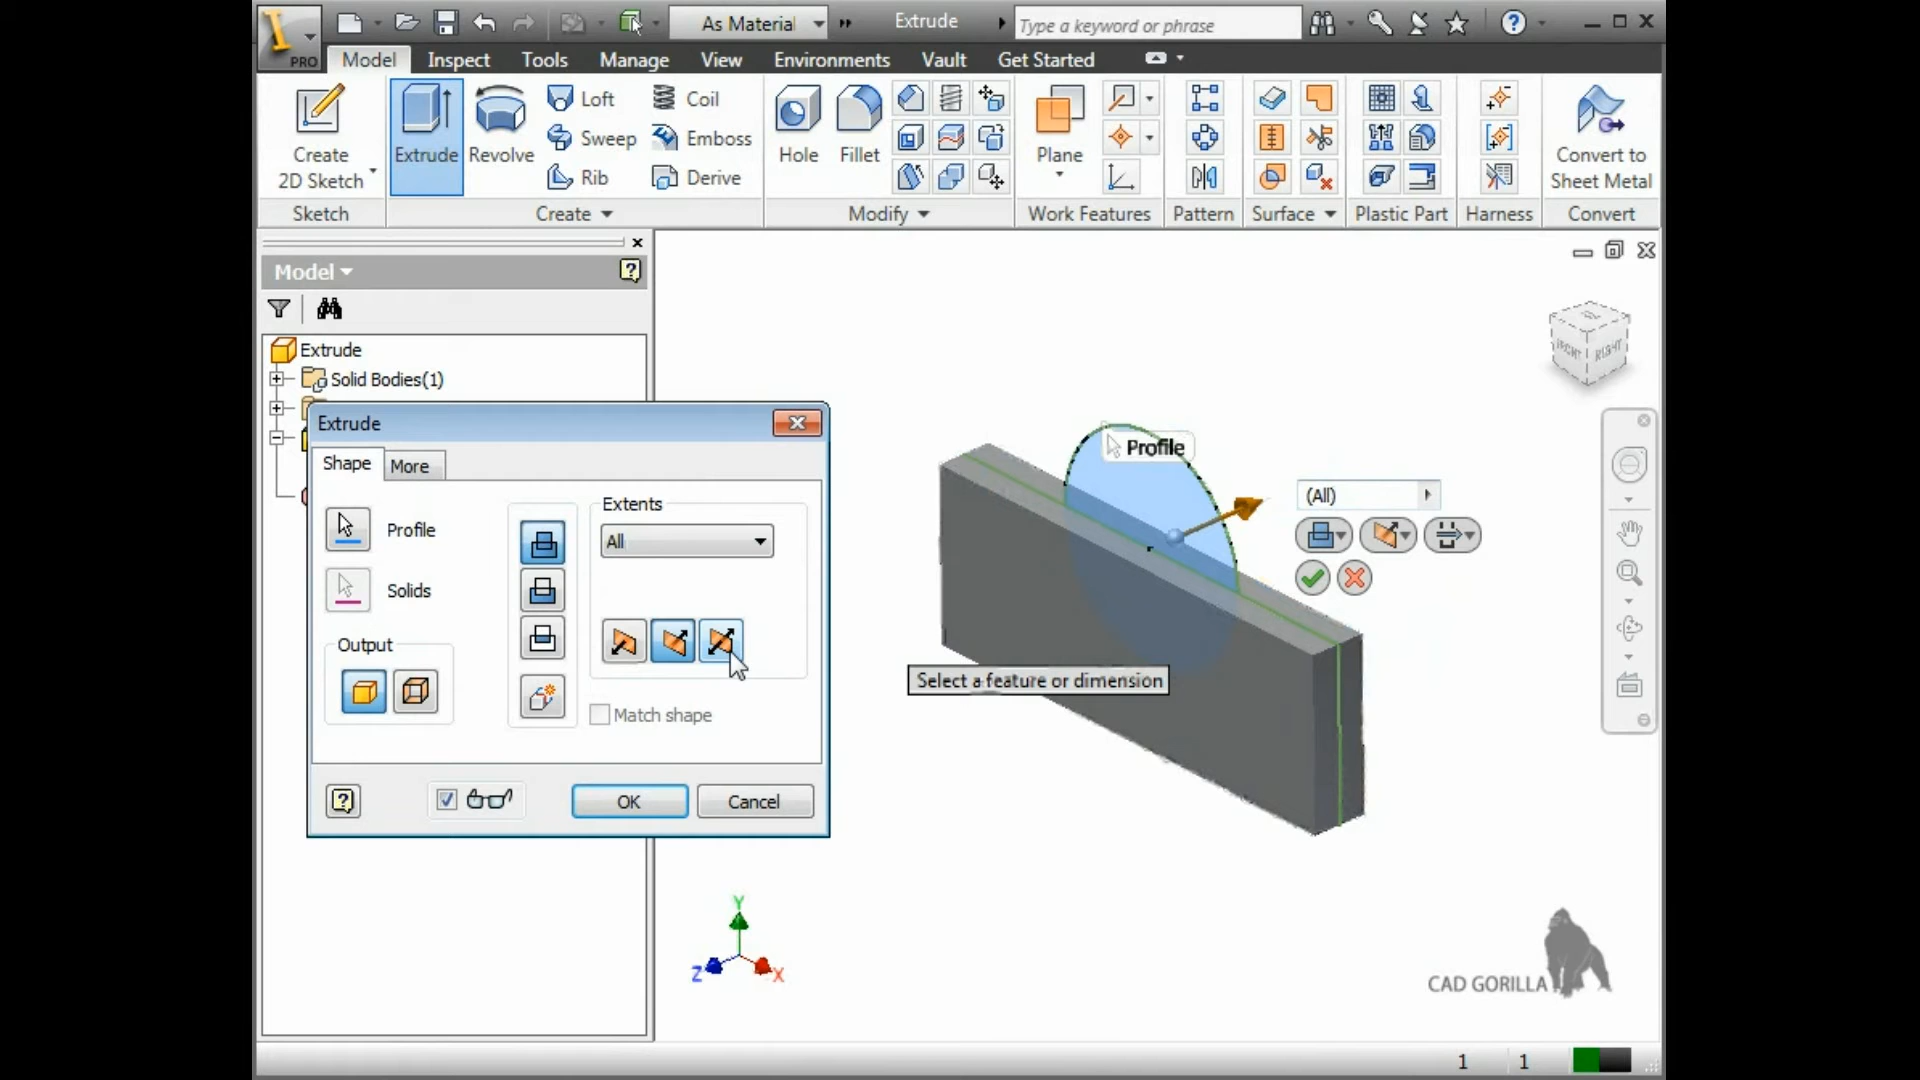 PRO
As Material
Extrude
Type a keyword or phrase
Model
Inspect
Tools
Manage
View
Environments
Vault
Get Started
Create
2D Sketch
Extrude
Revolve
Loft
Sweep
Rib
Coil
Emboss
Derive
Hole
Fillet
Plane
Convert to
Sheet Metal
Sketch
Create
Modify
Work Features
Pattern
Surface
Plastic Part
Harness
Convert
Model
Extrude
Solid Bodies(1)
Extrude
Shape
More
Profile
Solids
Output
Extents
All
Match shape
OK
Cancel
Profile
(All)
Select a feature or dimension
FRONT
RIGHT
Y
Z
X
CAD GORILLA
1
1